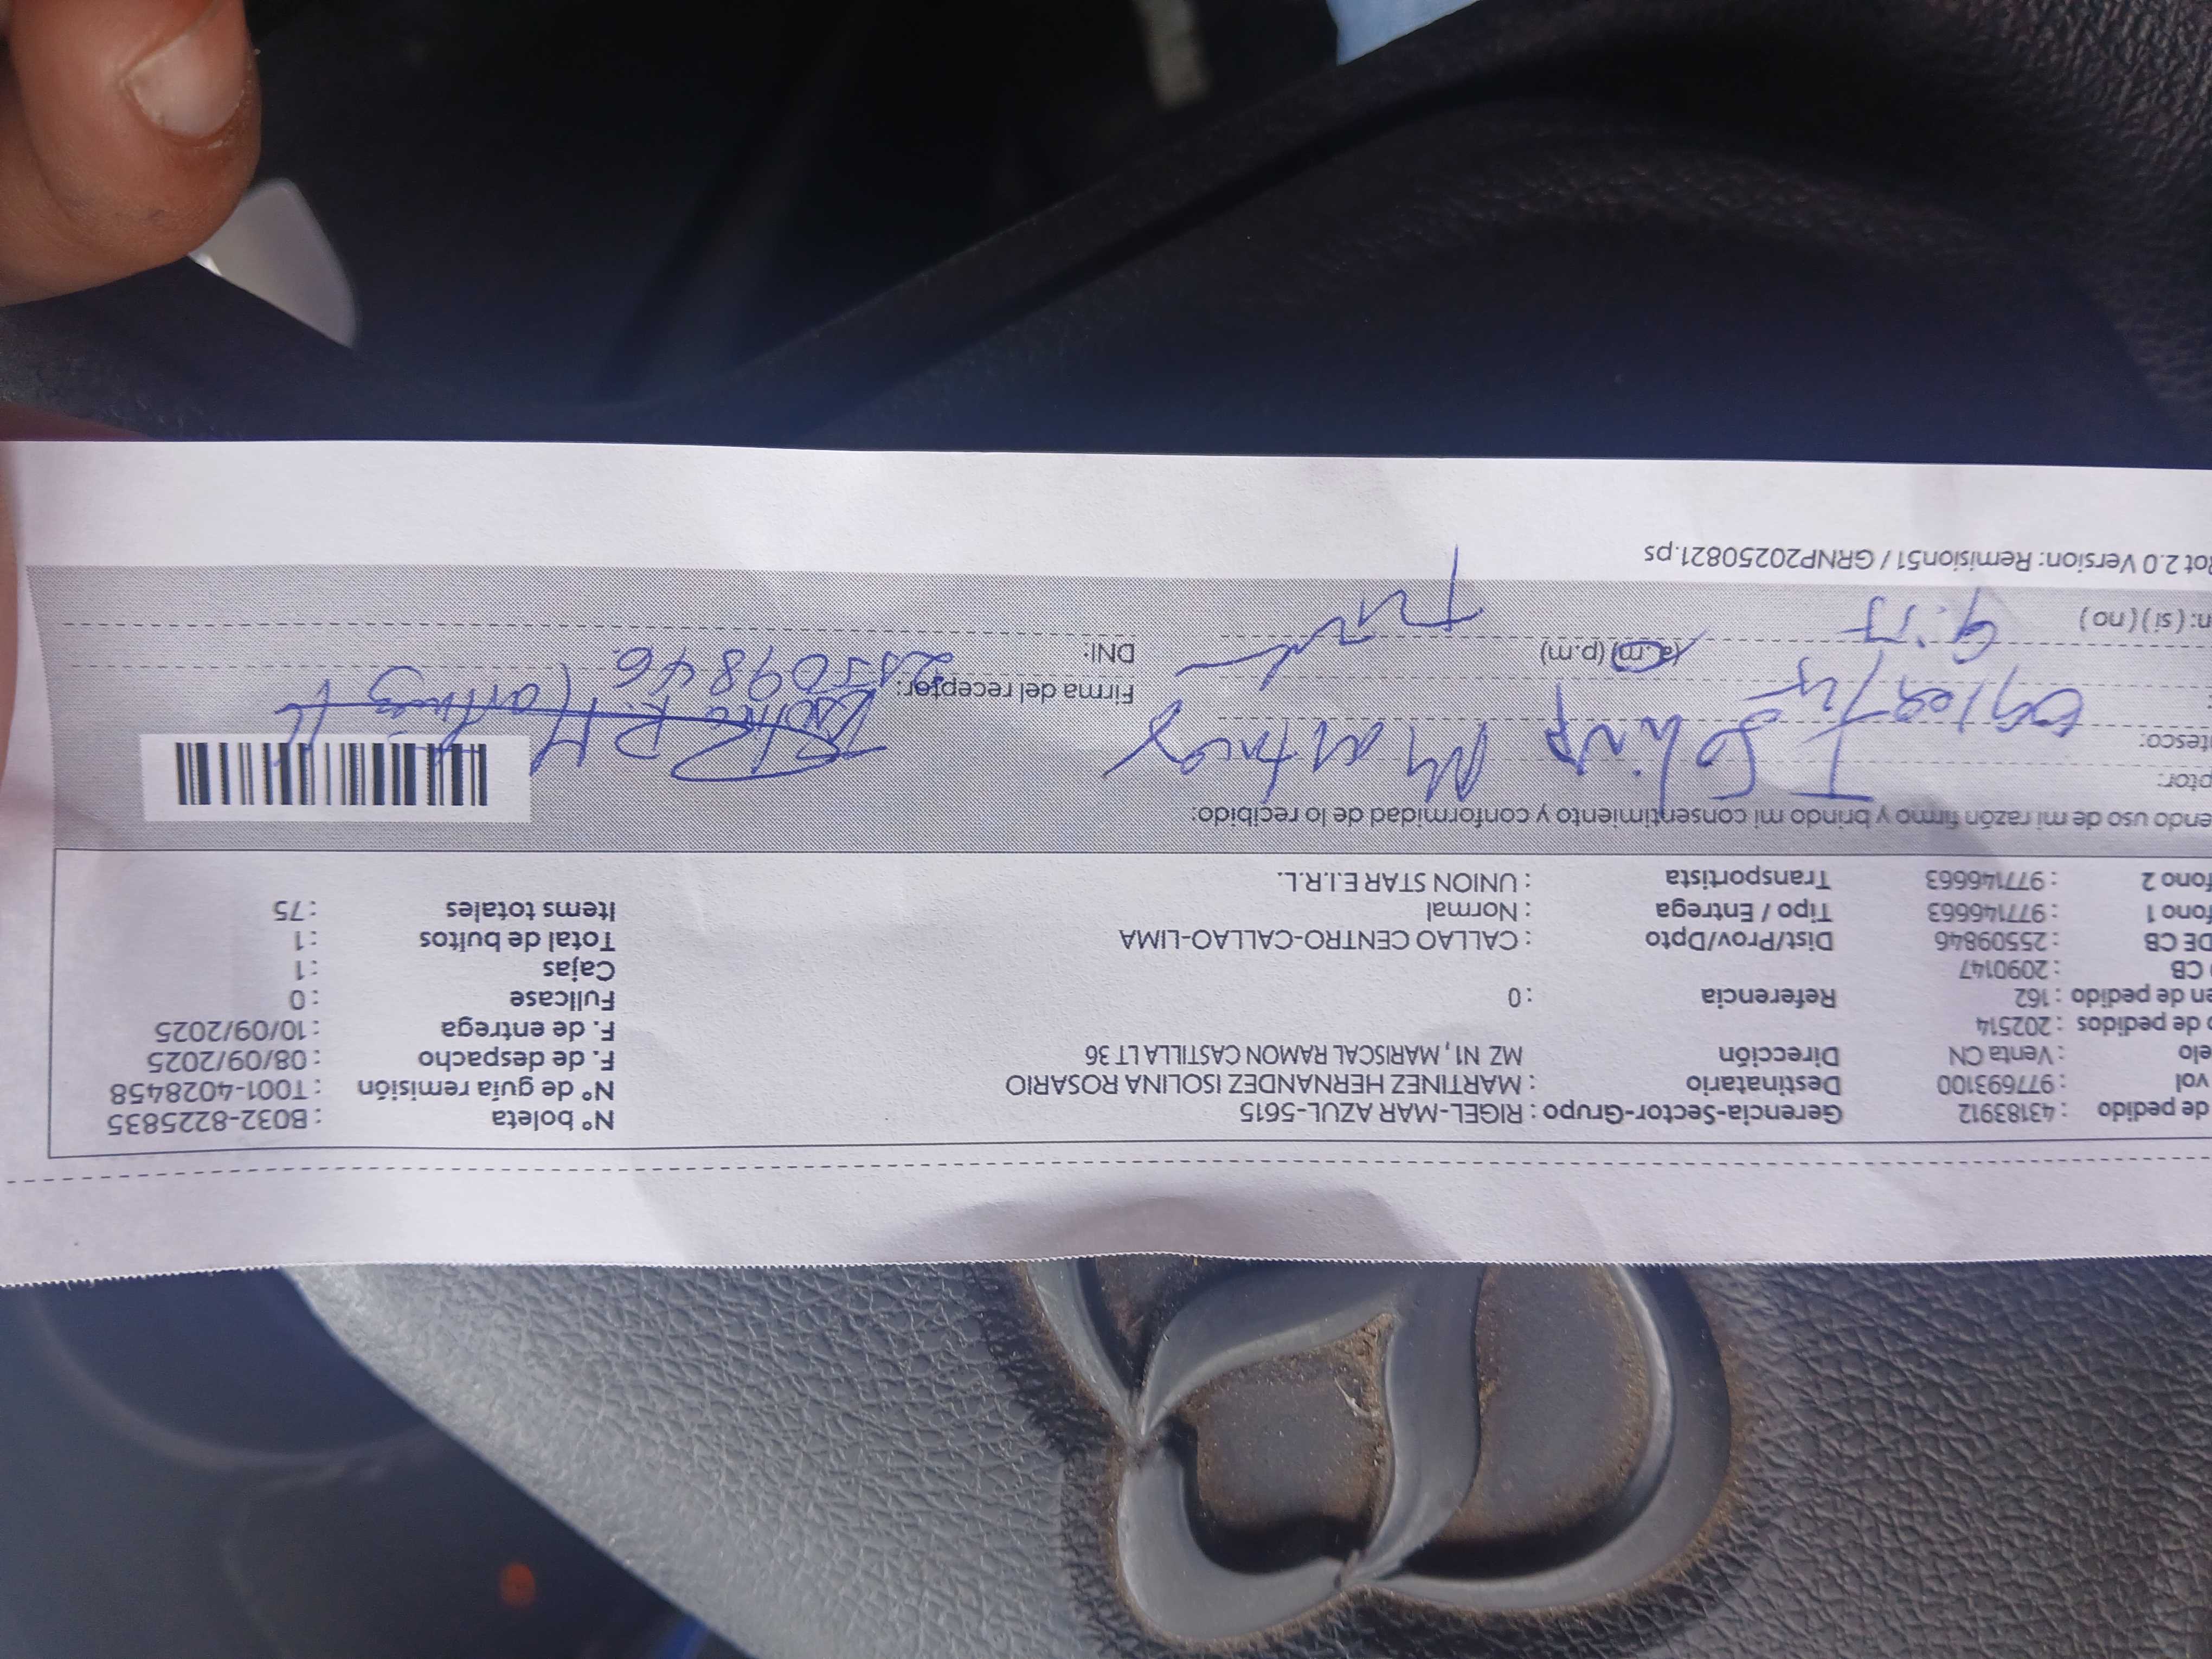 de pedido : 43183912 Gerencia-Sector-Grupo : RIGEL-MAR AZUL-5615 N° boleta : B032-8225835
vol : 977693100 Destinatario : MARTINEZ HERNANDEZ ISOLINA ROSARIO N° de guía remisión : T001-4028458
elo : Venta CN Dirección MZ N1, MARISCAL RAMON CASTILLA LT 36 F. de despacho : 08/09/2025
o de pedidos : 202514 F. de entrega : 10/09/2025
en de pedido : 162 Referencia : 0 Fullcase : 0
CB : 2090147 Cajas : 1
DE CB : 25509846 Dist/Prov/Dpto : CALLAO CENTRO-CALLAO-LIMA Total de bultos : 1
fono 1 : 977146663 Tipo / Entrega : Normal Items totales : 75
fono 2 : 977146663 Transportista : UNION STAR E.I.R.L.
endo uso de mi razón firmo y brindo mi consentimiento y conformidad de lo recibido:
ptor: Martinez
tesco:
09/09/25 Firma del receptor:
(a.m) (p.m) DNI: 25509846
n: (si) (no)
Rot 2.0 Version: Remision51 / GRNP20250821.ps